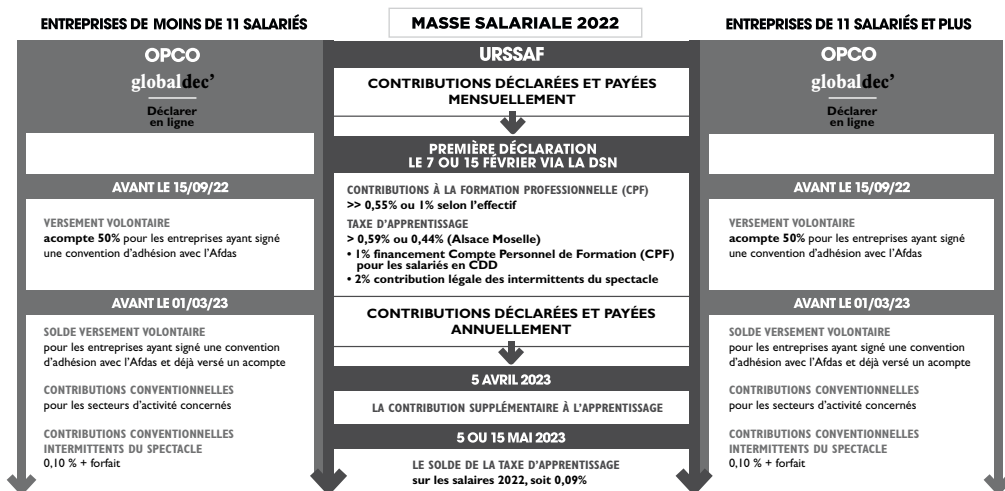 ENTREPRISES DE MOINS DE 11 SALARIÉS
OPCO
globaldec’
Déclarer
en ligne
AVANT LE 15/09/22
VERSEMENT VOLONTAIRE
acompte 50% pour les entreprises ayant signé
une convention d’adhésion avec l’Afdas
AVANT LE 01/03/23
SOLDE VERSEMENT VOLONTAIRE
pour les entreprises ayant signé une convention
d’adhésion avec l’Afdas et déjà versé un acompte
CONTRIBUTIONS CONVENTIONNELLES
pour les secteurs d’activité concernés
CONTRIBUTIONS CONVENTIONNELLES
INTERMITTENTS DU SPECTACLE
0,10 % + forfait
MASSE SALARIALE 2022
URSSAF
CONTRIBUTIONS DÉCLARÉES ET PAYÉES
MENSUELLEMENT
PREMIÈRE DÉCLARATION
LE 7 OU 15 FÉVRIER VIA LA DSN
CONTRIBUTIONS À LA FORMATION PROFESSIONNELLE (CPF)
>> 0,55% ou 1% selon l’effectif
TAXE D’APPRENTISSAGE
> 0,59% ou 0,44% (Alsace Moselle)
• 1% financement Compte Personnel de Formation (CPF)
pour les salariés en CDD
• 2% contribution légale des intermittents du spectacle
CONTRIBUTIONS DÉCLARÉES ET PAYÉES
ANNUELLEMENT
5 AVRIL 2023
LA CONTRIBUTION SUPPLÉMENTAIRE À L’APPRENTISSAGE
5 OU 15 MAI 2023
LE SOLDE DE LA TAXE D’APPRENTISSAGE
sur les salaires 2022, soit 0,09%
ENTREPRISES DE 11 SALARIÉS ET PLUS
OPCO
globaldec’
Déclarer
en ligne
AVANT LE 15/09/22
VERSEMENT VOLONTAIRE
acompte 50% pour les entreprises ayant signé
une convention d’adhésion avec l’Afdas
AVANT LE 01/03/23
SOLDE VERSEMENT VOLONTAIRE
pour les entreprises ayant signé une convention
d’adhésion avec l’Afdas et déjà versé un acompte
CONTRIBUTIONS CONVENTIONNELLES
pour les secteurs d’activité concernés
CONTRIBUTIONS CONVENTIONNELLES
INTERMITTENTS DU SPECTACLE
0,10 % + forfait